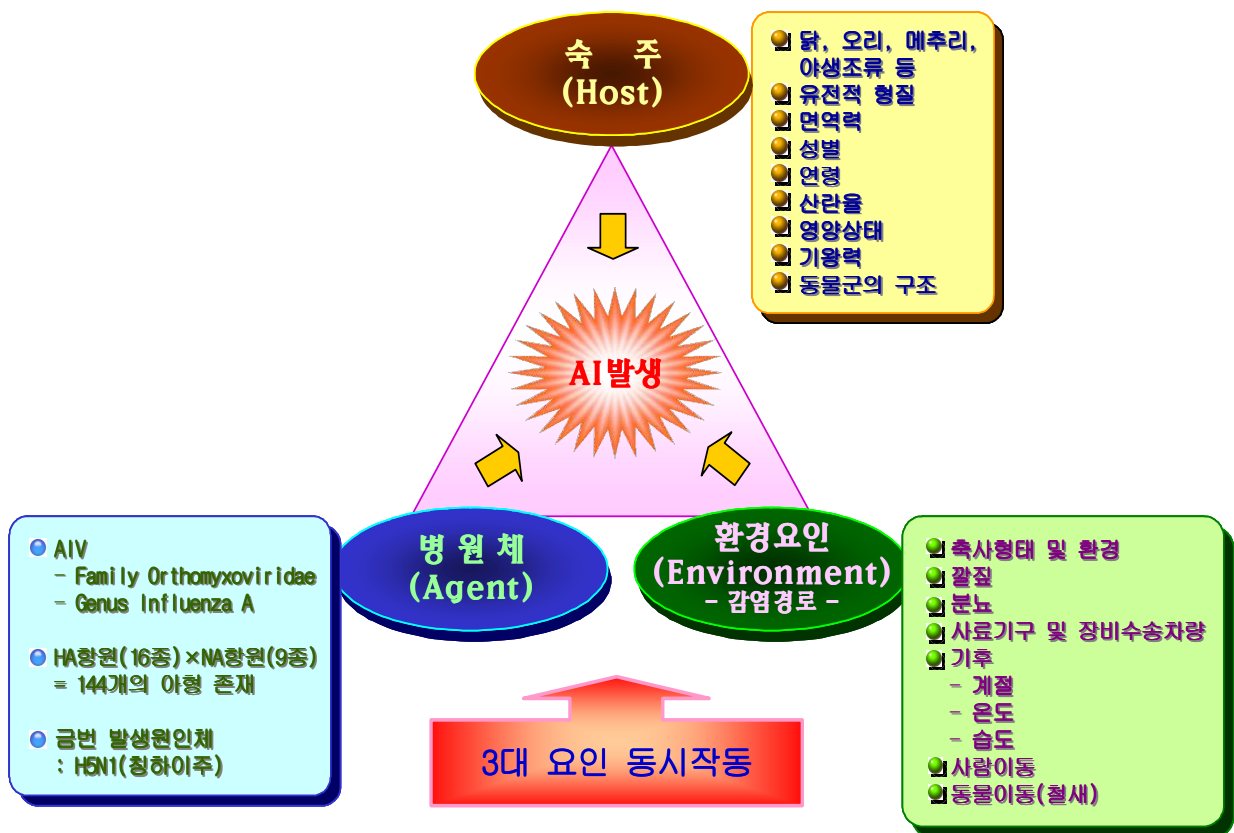 숙 주
(Host)
닭, 오리, 메추리,
야생조류 등
유전적 형질
면역력
성별
연령
산란율
영양상태
기왕력
동물군의 구조
AI발생
병원체
(Agent)
AIV
- Family Orthomyxoviridae
- Genus Influenza A
HA항원(16종)×NA항원(9종)
= 144개의 아형 존재
금번 발생원인체
: H5N1(칭하이주)
환경요인
(Environment)
- 감염경로 -
축사형태 및 환경
깔짚
분뇨
사료기구 및 장비수송차량
기후
- 계절
- 온도
- 습도
사람이동
동물이동(철새)
3대 요인 동시작동